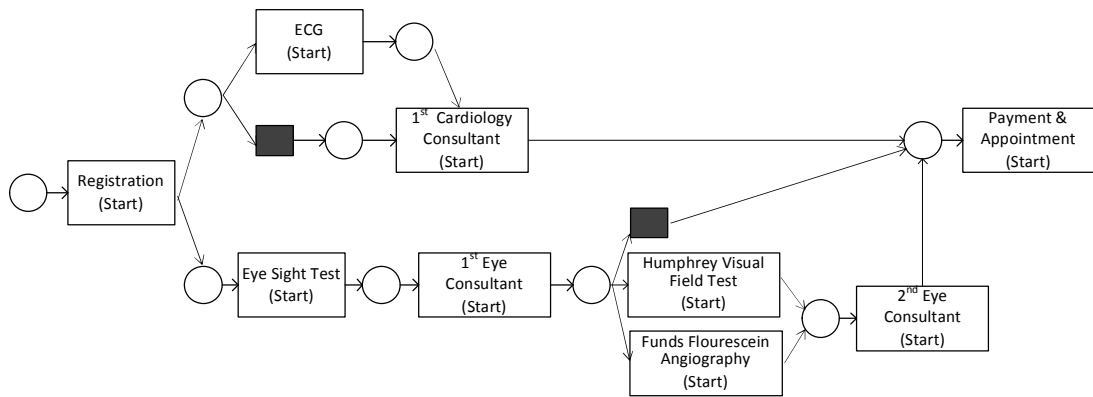 ECG
(Start)
1st Cardiology
Consultant
(Start)
Payment &
Appointment
(Start)
Registration
(Start)
Eye Sight Test
(Start)
1st Eye
Consultant
(Start)
Humphrey Visual
Field Test
(Start)
2nd Eye
Consultant
(Start)
Funds Flourescein
Angiography
(Start)